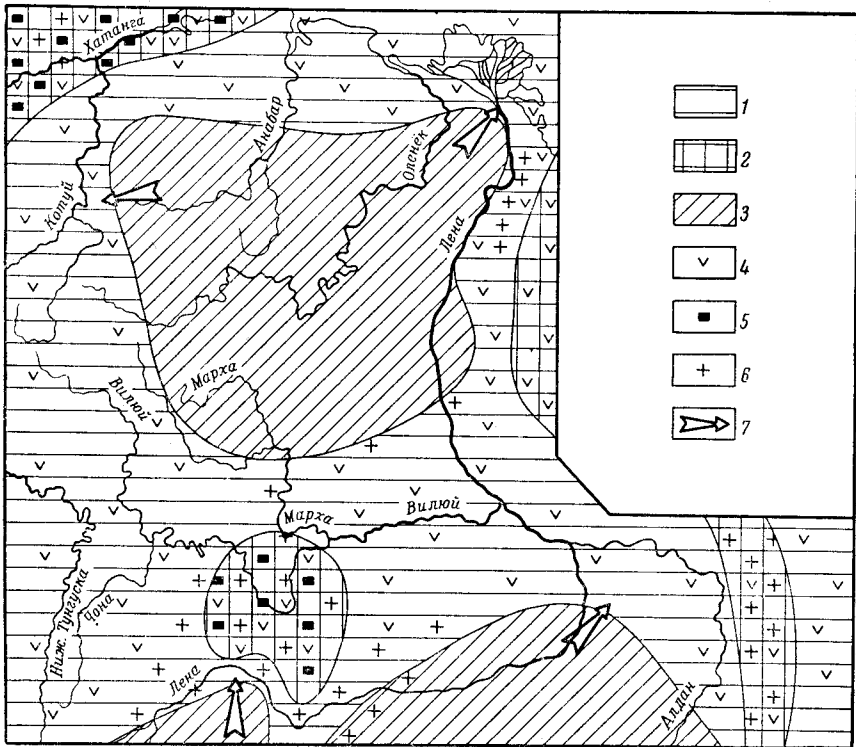 Хатанга
Анабар
Оленёк
Котуй
Лена
Марха
Вилюй
Марха
Вилюй
Ниж. Тунгуска
Чона
Лена
Алдан
1
2
3
4
5
6
7